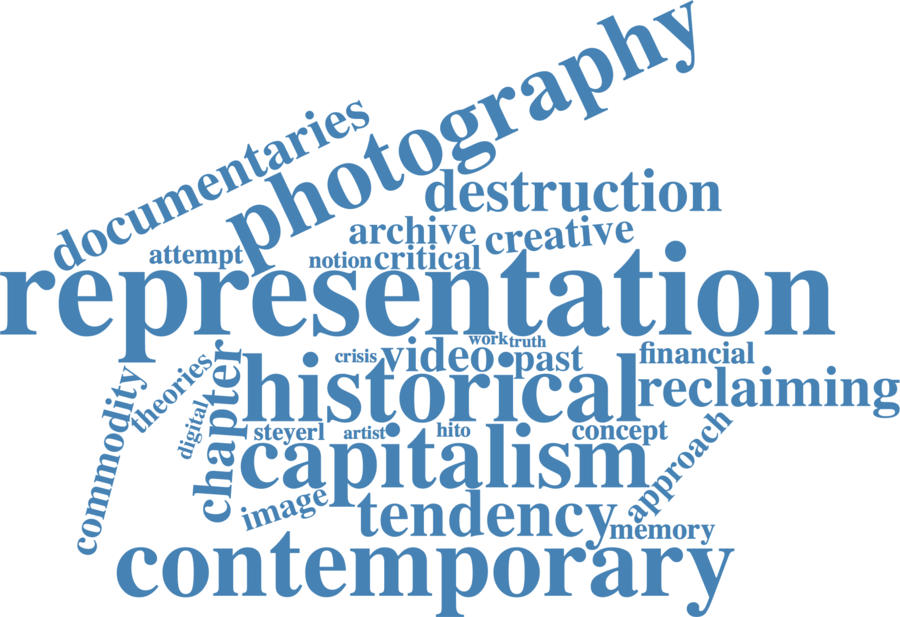 photography
documentaries
destruction
archive creative
attempt notion critical
representation
work truth
crisis video past financial
theories historical reclaiming
commodity digital chapter
steyerl artist hito concept
capitalism approach
image tendency memory
contemporary